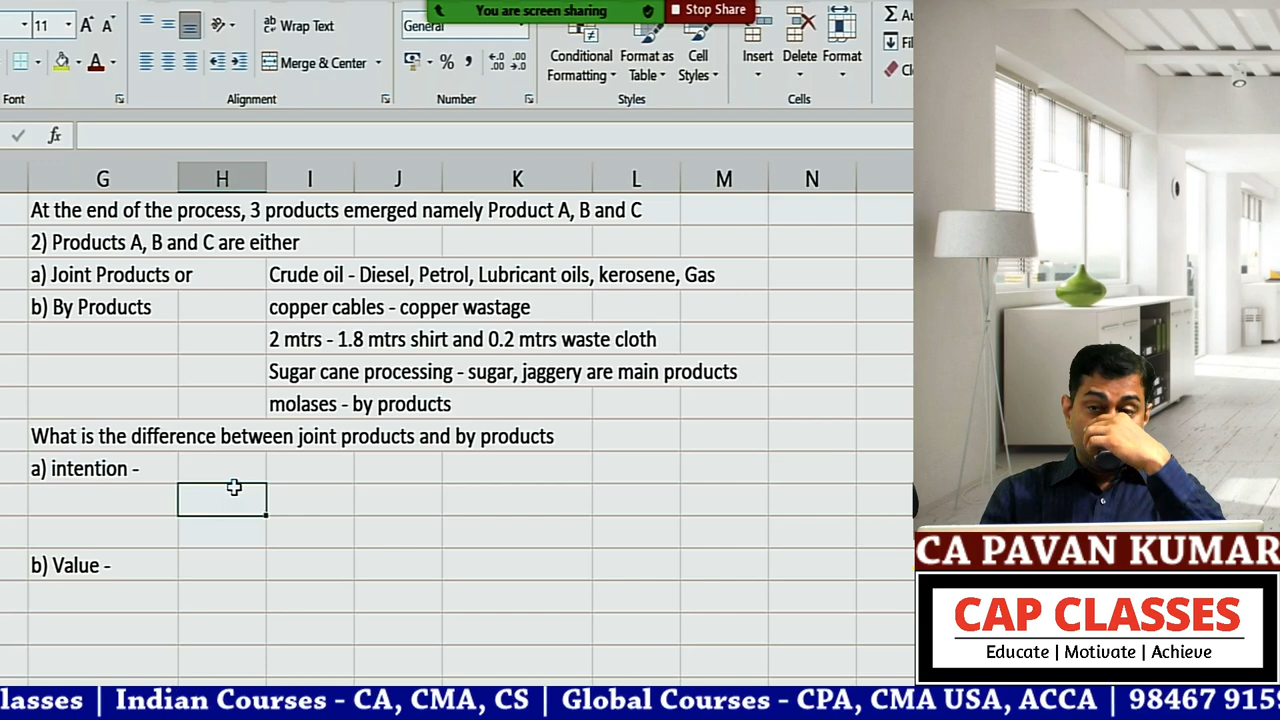 You are screen sharing
Stop Share
11
A A
ab Wrap Text
General
Merge & Center
Conditional Formatting
Format as Table
Cell Styles
Insert
Delete
Format
Font
Alignment
Number
Styles
Cells
fx
G H I J K L M N
At the end of the process, 3 products emerged namely Product A, B and C
2) Products A, B and C are either
a) Joint Products or Crude oil - Diesel, Petrol, Lubricant oils, kerosene, Gas
b) By Products copper cables - copper wastage
2 mtrs - 1.8 mtrs shirt and 0.2 mtrs waste cloth
Sugar cane processing - sugar, jaggery are main products
molases - by products
What is the difference between joint products and by products
a) intention -
b) Value -
CA PAVAN KUMAR
CAP CLASSES
Educate | Motivate | Achieve
lasses | Indian Courses - CA, CMA, CS | Global Courses - CPA, CMA USA, ACCA | 98467 915